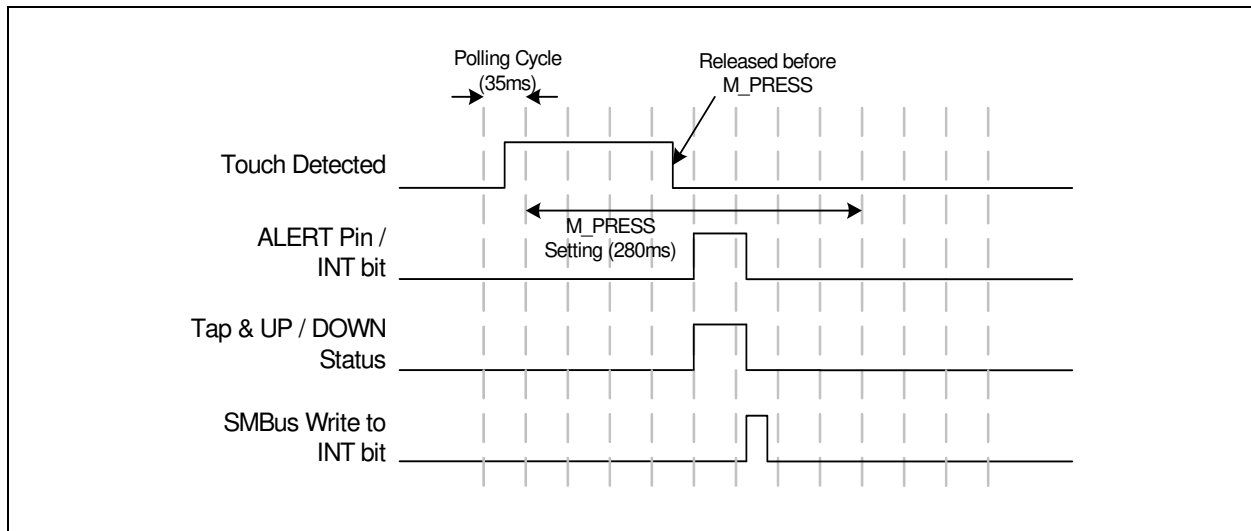 Polling Cycle
(35ms)
Released before
M_PRESS
Touch Detected
M_PRESS
Setting (280ms)
ALERT Pin /
INT bit
Tap & UP / DOWN
Status
SMBus Write to
INT bit